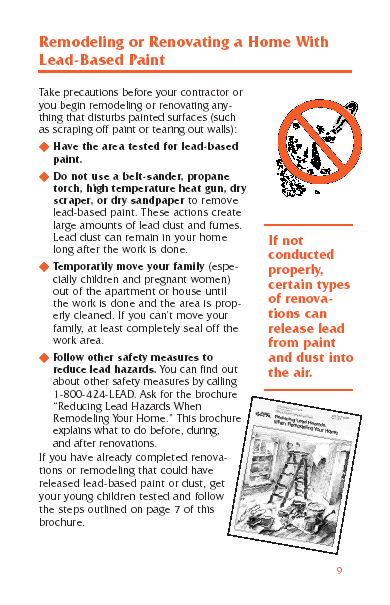 Remodeling or Renovating a Home With
Lead-Based Paint
Take precautions before your contractor or
you begin remodeling or renovating any-
thing that disturbs painted surfaces (such
as scraping off paint or tearing out walls):
◆ Have the area tested for lead-based
paint.
◆ Do not use a belt-sander, propane
torch, high temperature heat gun, dry
scraper, or dry sandpaper to remove
lead-based paint. These actions create
large amounts of lead dust and fumes.
Lead dust can remain in your home
long after the work is done.
◆ Temporarily move your family (espe-
cially children and pregnant women)
out of the apartment or house until
the work is done and the area is prop-
erly cleaned. If you can't move your
family, at least completely seal off the
work area.
◆ Follow other safety measures to
reduce lead hazards. You can find out
about other safety measures by calling
1-800-424-LEAD. Ask for the brochure
“Reducing Lead Hazards When
Remodeling Your Home.” This brochure
explains what to do before, during,
and after renovations.
If you have already completed renova-
tions or remodeling that could have
released lead-based paint or dust, get
your young children tested and follow
the steps outlined on page 7 of this
brochure.
If not
conducted
properly,
certain types
of renova-
tions can
release lead
from paint
and dust into
the air.
Reducing Lead Hazards
When Remodeling Your Home
9